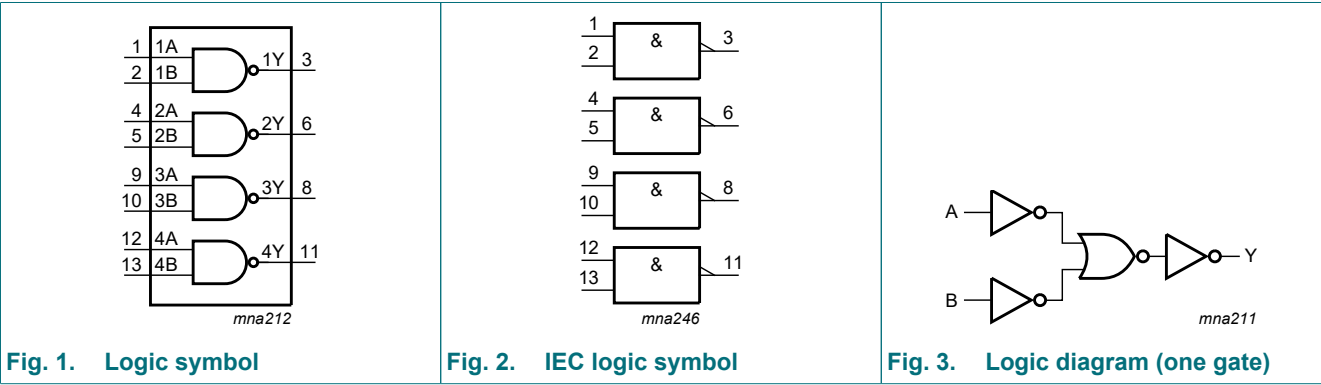 1 1A
2 1B
1Y 3
4 2A
5 2B
2Y 6
9 3A
10 3B
3Y 8
12 4A
13 4B
4Y 11
mna212
Fig. 1. Logic symbol
1
2
&
3
4
5
&
6
9
10
&
8
12
13
&
11
mna246
Fig. 2. IEC logic symbol
A
B
Y
mna211
Fig. 3. Logic diagram (one gate)